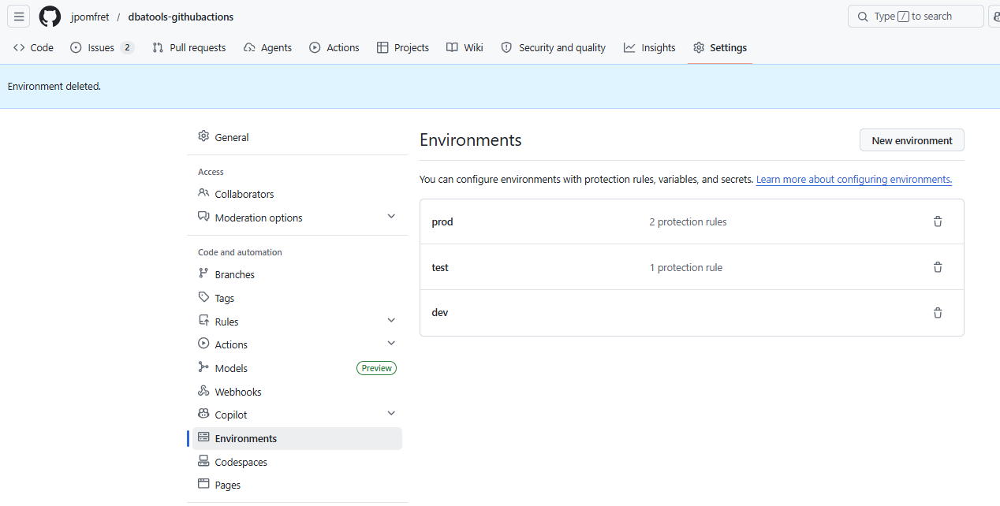 jpomfret / dbatools-githubactions
Type / to search
Code
Issues 2
Pull requests
Agents
Actions
Projects
Wiki
Security and quality
Insights
Settings
Environment deleted.
General
Access
Collaborators
Moderation options
Code and automation
Branches
Tags
Rules
Actions
Models Preview
Webhooks
Copilot
Environments
Codespaces
Pages
Environments
New environment
You can configure environments with protection rules, variables, and secrets. Learn more about configuring environments.
prod 2 protection rules
test 1 protection rule
dev